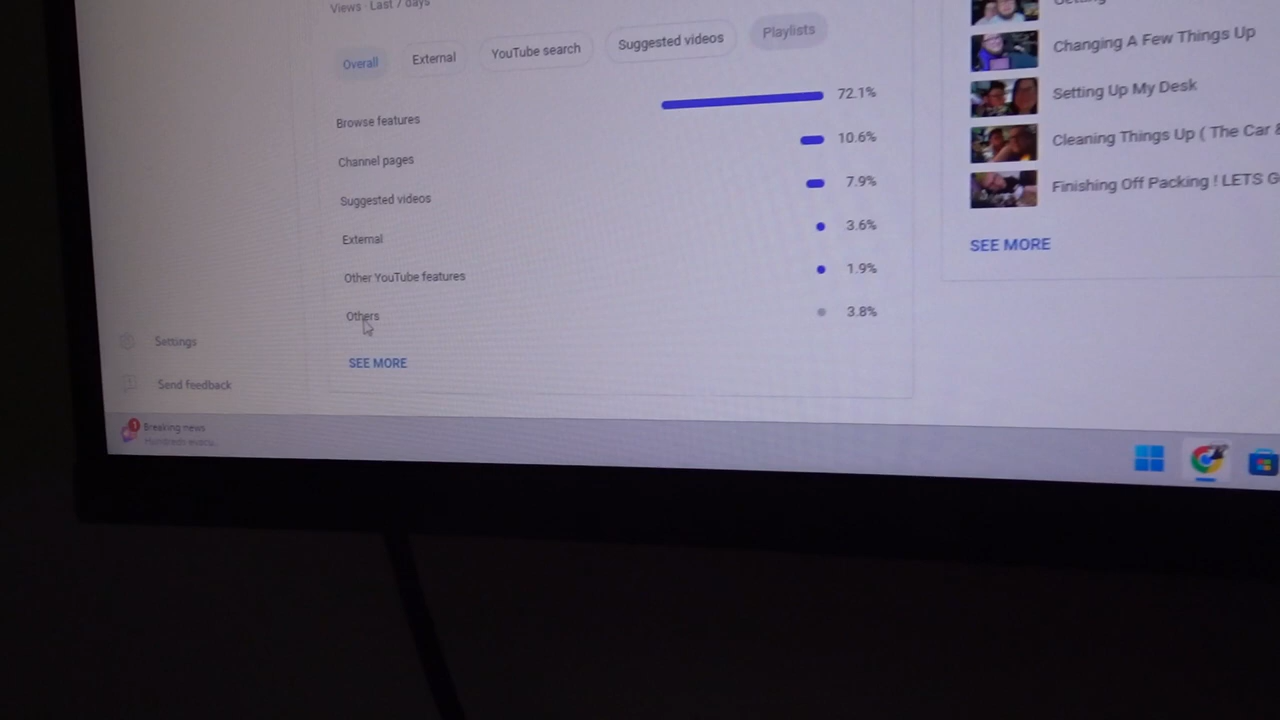 Views · Last 7 days
Overall
External
YouTube search
Suggested videos
Playlists
Browse features
72.1%
Channel pages
10.6%
Suggested videos
7.9%
External
3.6%
Other YouTube features
1.9%
Others
3.8%
SEE MORE
Changing A Few Things Up
Setting Up My Desk
Cleaning Things Up ( The Car &
Finishing Off Packing ! LETS G
SEE MORE
Settings
Send feedback
1
Breaking news